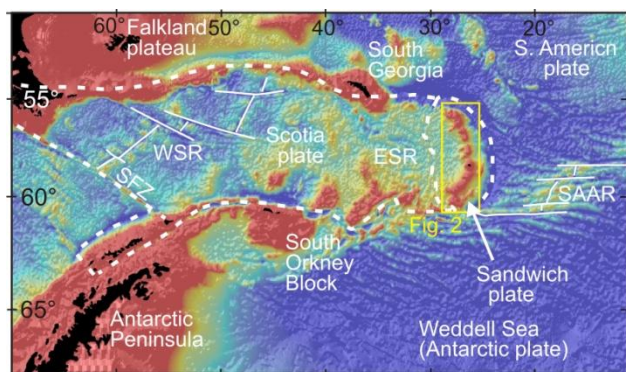 60° 50° 40° 30° 20°
Falkland
plateau
South
Georgia
S. Americn
plate
55°
WSR
Scotia
plate
ESR
SFZ
SAAR
60°
Fig. 2
South
Orkney
Block
Sandwich
plate
65°
Antarctic
Peninsula
Weddell Sea
(Antarctic plate)